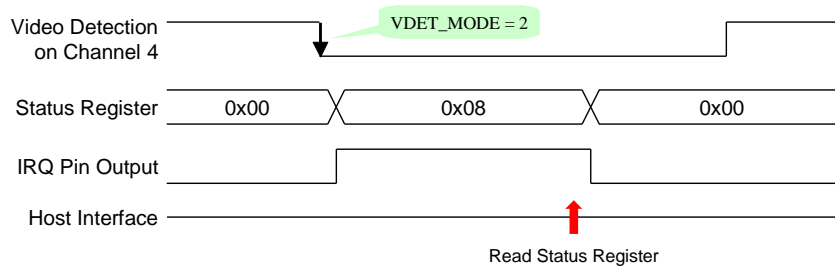 Video Detection
on Channel 4
VDET_MODE = 2
Status Register
0x00
0x08
0x00
IRQ Pin Output
Host Interface
Read Status Register